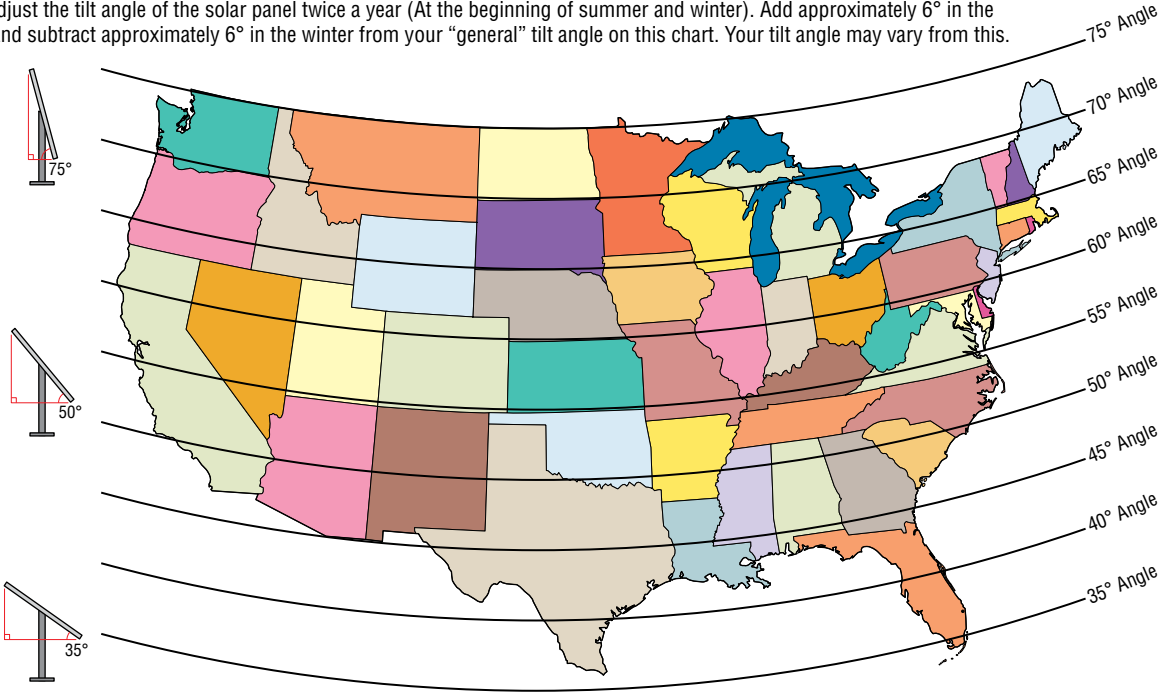 djust the tilt angle of the solar panel twice a year (At the beginning of summer and winter). Add approximately 6° in the
nd subtract approximately 6° in the winter from your “general” tilt angle on this chart. Your tilt angle may vary from this.
75° Angle
70° Angle
65° Angle
60° Angle
55° Angle
50° Angle
45° Angle
40° Angle
35° Angle
75°
50°
35°